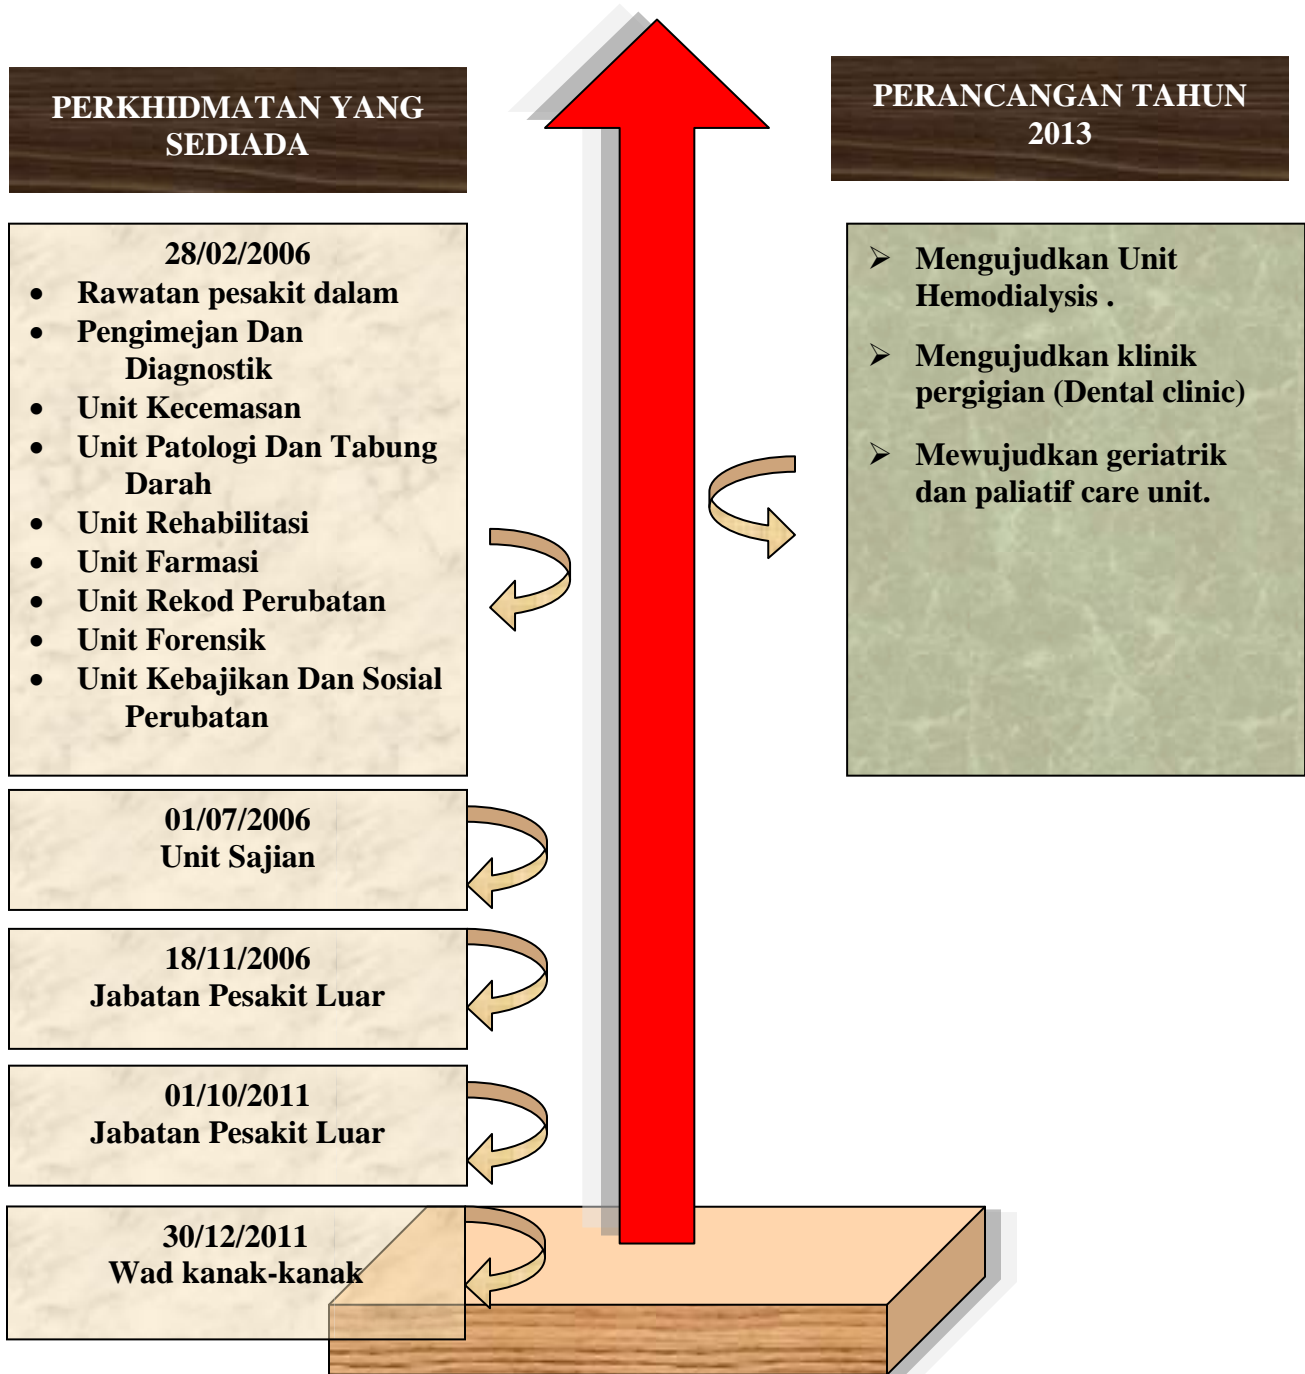 PERKHIDMATAN YANG
SEDIADA
28/02/2006
• Rawatan pesakit dalam
• Pengimejan Dan
Diagnostik
• Unit Kecemasan
• Unit Patologi Dan Tabung
Darah
• Unit Rehabilitasi
• Unit Farmasi
• Unit Rekod Perubatan
• Unit Forensik
• Unit Kebajikan Dan Sosial
Perubatan
01/07/2006
Unit Sajian
18/11/2006
Jabatan Pesakit Luar
01/10/2011
Jabatan Pesakit Luar
30/12/2011
Wad kanak-kanak
PERANCANGAN TAHUN
2013
➢ Mengujudkan Unit
Hemodialysis .
➢ Mengujudkan klinik
pergigian (Dental clinic)
➢ Mewujudkan geriatrik
dan paliatif care unit.